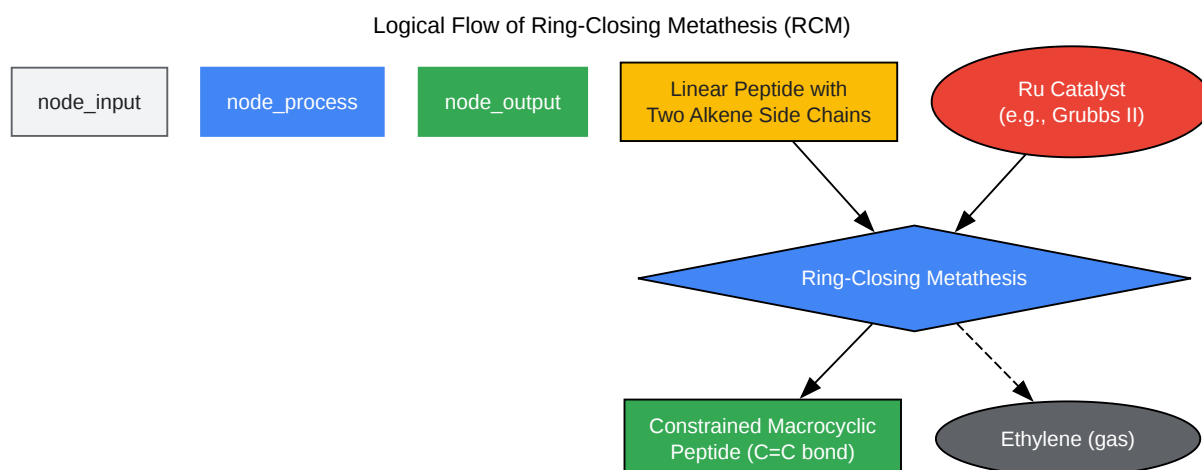 Logical Flow of Ring-Closing Metathesis (RCM)
node_input
node_process
node_output
Linear Peptide with
Two Alkene Side Chains
Ru Catalyst
(e.g., Grubbs II)
Ring-Closing Metathesis
Constrained Macrocyclic
Peptide (C=C bond)
Ethylene (gas)